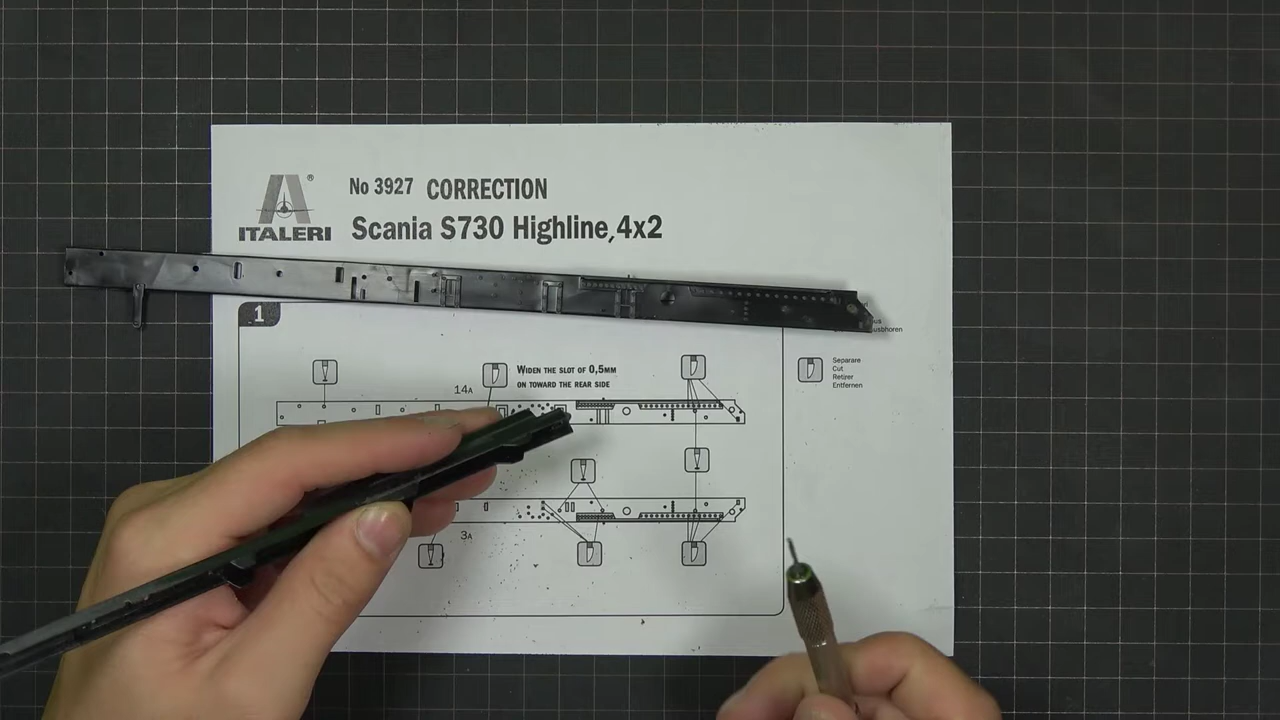 No 3927 CORRECTION
ITALERI
®
Scania S730 Highline,4x2
1
usbhoren
WIDEN THE SLOT OF 0,5MM
ON TOWARD THE REAR SIDE
14A
Separare
Cut
Retirer
Entfernen
3A